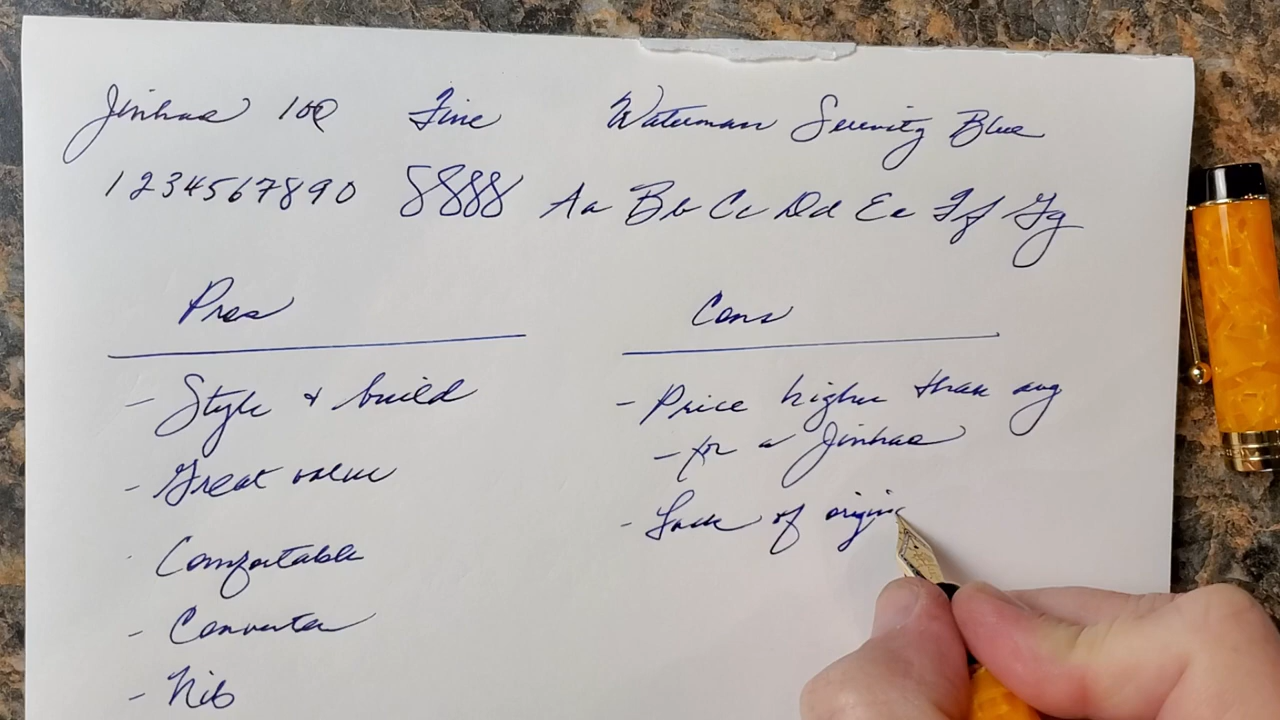 Jinhao 100 Fine Waterman Serenity Blue
1234567890 8888 Aa Bb Cc Dd Ee Ff Gg
Pros
Cons
- Style + build
- Great value
- Comfortable
- Converter
- Nib
- Price higher than avg
- for a Jinhao
- Lack of origin